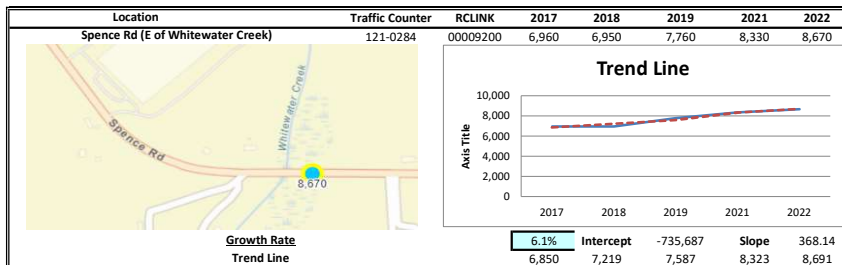 Location Traffic Counter RCLINK 2017 2018 2019 2021 2022
Spence Rd (E of Whitewater Creek) 121-0284 00009200 6,960 6,950 7,760 8,330 8,670
Whitewater Creek
Spence Rd
8,670
Trend Line
Axis Title
10,000
8,000
6,000
4,000
2,000
0
2017 2018 2019 2021 2022
Growth Rate 6.1% Intercept -735,687 Slope 368.14
Trend Line 6,850 7,219 7,587 8,323 8,691